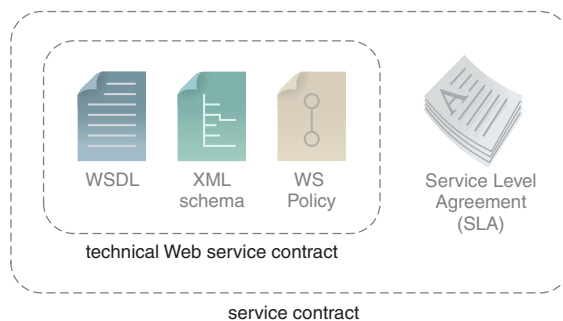 WSDL
XML
schema
WS
Policy
Service Level
Agreement
(SLA)
A
technical Web service contract
service contract